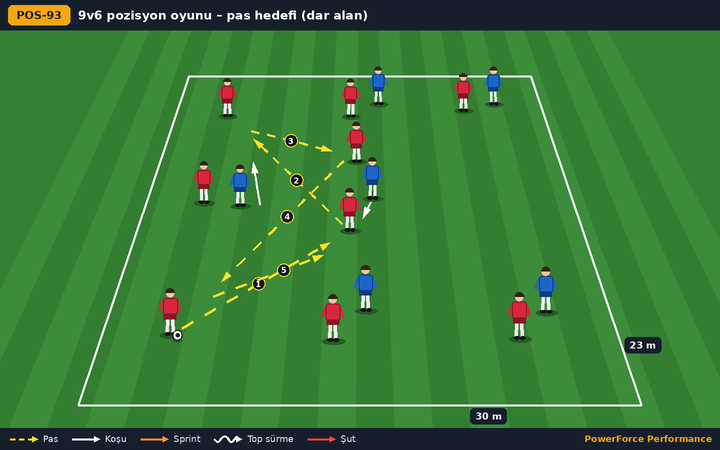 POS-93 9v6 pozisyon oyunu – pas hedefi (dar alan)
3
2
4
5
1
23 m
30 m
Pas Koşu Sprint Top sürme Şut PowerForce Performance